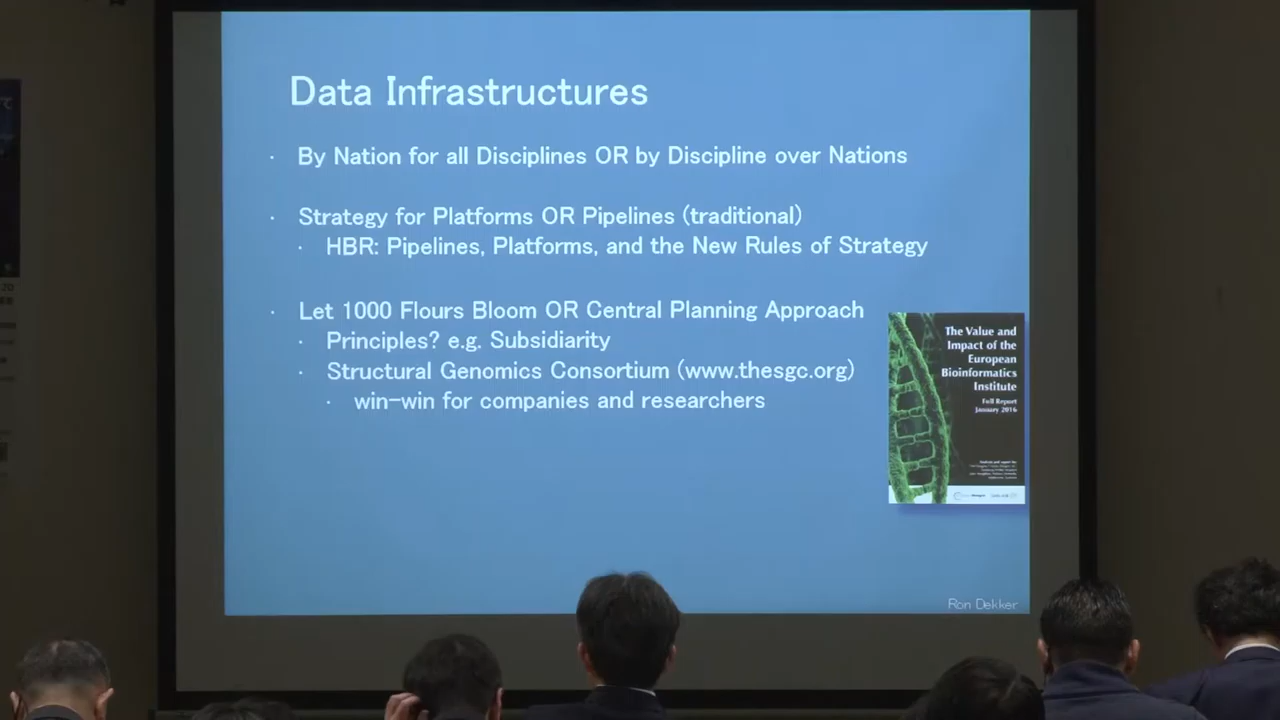 Data Infrastructures
· By Nation for all Disciplines OR by Discipline over Nations
· Strategy for Platforms OR Pipelines (traditional)
· HBR: Pipelines, Platforms, and the New Rules of Strategy
· Let 1000 Flours Bloom OR Central Planning Approach
· Principles? e.g. Subsidiarity
· Structural Genomics Consortium (www.thesgc.org)
· win-win for companies and researchers
The Value and
Impact of the
European
Bioinformatics
Institute
Full Report
January 2016
Ron Dekker